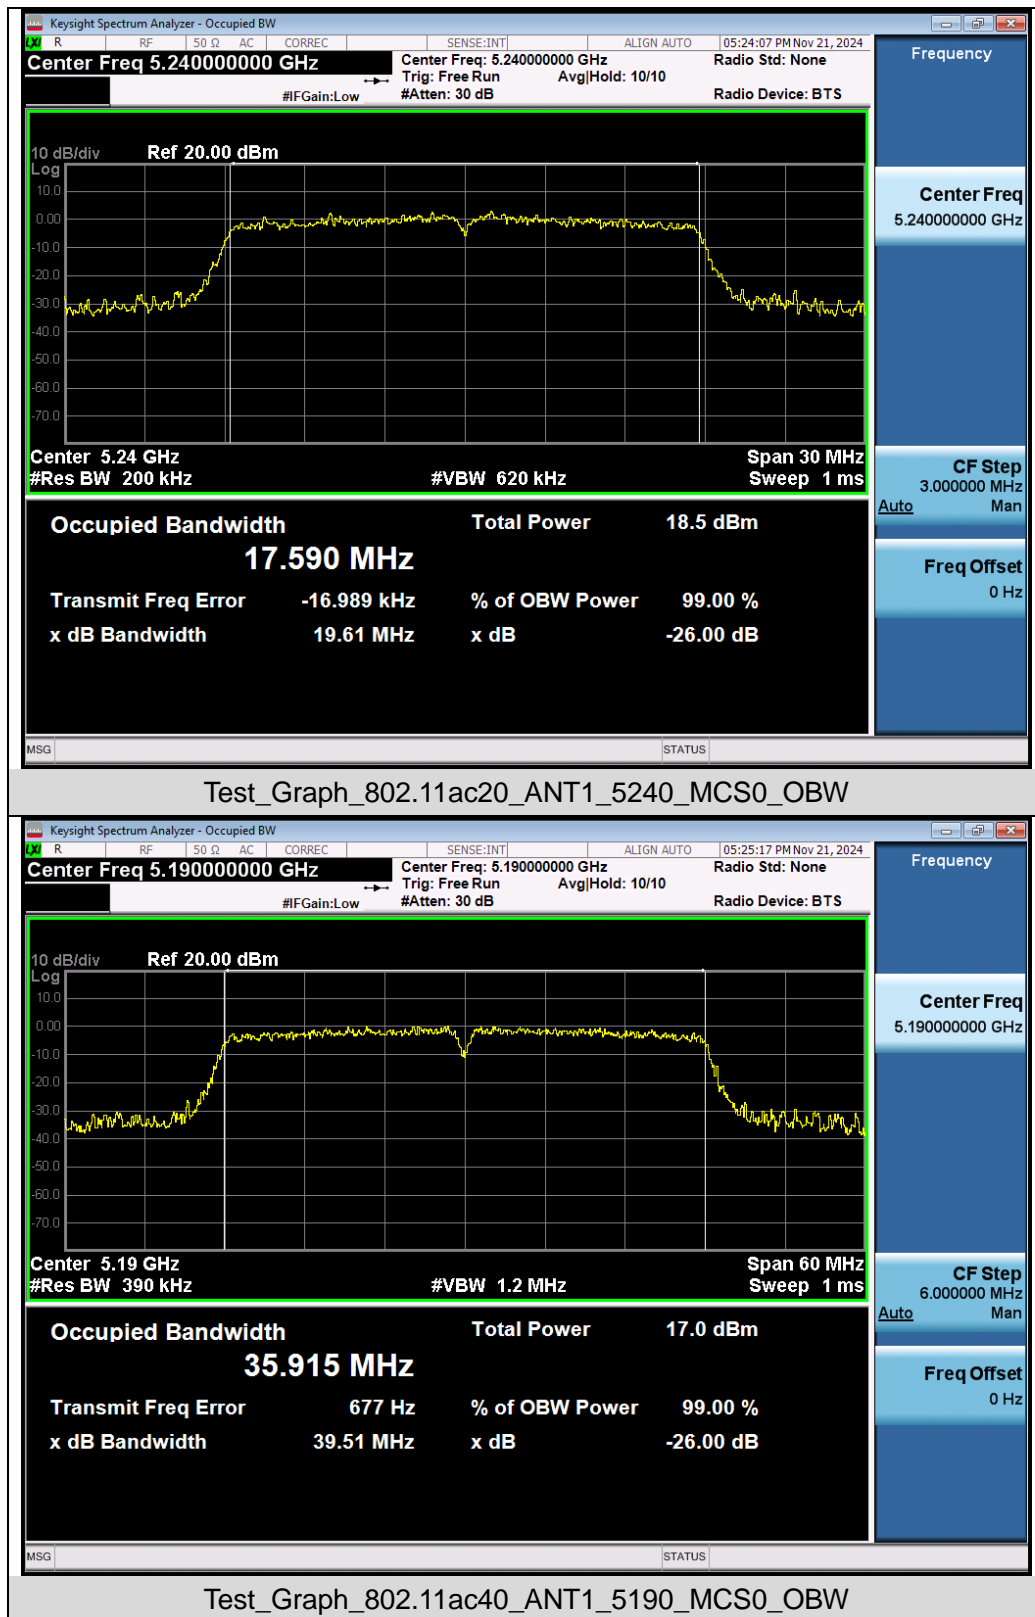 Keysight Spectrum Analyzer - Occupied BW
LXI R RF 50 Ω AC CORREC SENSE:INT ALIGN AUTO 05:24:07 PM Nov 21, 2024
Center Freq 5.240000000 GHz
Center Freq: 5.240000000 GHz Radio Std: None
Trig: Free Run Avg|Hold: 10/10
#IFGain:Low #Atten: 30 dB Radio Device: BTS
10 dB/div Ref 20.00 dBm
Log
10.0
0.00
-10.0
-20.0
-30.0
-40.0
-50.0
-60.0
-70.0
Center 5.24 GHz Span 30 MHz
#Res BW 200 kHz #VBW 620 kHz Sweep 1 ms
Occupied Bandwidth Total Power 18.5 dBm
17.590 MHz
Transmit Freq Error -16.989 kHz % of OBW Power 99.00 %
x dB Bandwidth 19.61 MHz x dB -26.00 dB
MSG STATUS
Frequency
Center Freq
5.240000000 GHz
CF Step
3.000000 MHz
Auto Man
Freq Offset
0 Hz
Test_Graph_802.11ac20_ANT1_5240_MCS0_OBW
Keysight Spectrum Analyzer - Occupied BW
LXI R RF 50 Ω AC CORREC SENSE:INT ALIGN AUTO 05:25:17 PM Nov 21, 2024
Center Freq 5.190000000 GHz
Center Freq: 5.190000000 GHz Radio Std: None
Trig: Free Run Avg|Hold: 10/10
#IFGain:Low #Atten: 30 dB Radio Device: BTS
10 dB/div Ref 20.00 dBm
Log
10.0
0.00
-10.0
-20.0
-30.0
-40.0
-50.0
-60.0
-70.0
Center 5.19 GHz Span 60 MHz
#Res BW 390 kHz #VBW 1.2 MHz Sweep 1 ms
Occupied Bandwidth Total Power 17.0 dBm
35.915 MHz
Transmit Freq Error 677 Hz % of OBW Power 99.00 %
x dB Bandwidth 39.51 MHz x dB -26.00 dB
MSG STATUS
Frequency
Center Freq
5.190000000 GHz
CF Step
6.000000 MHz
Auto Man
Freq Offset
0 Hz
Test_Graph_802.11ac40_ANT1_5190_MCS0_OBW